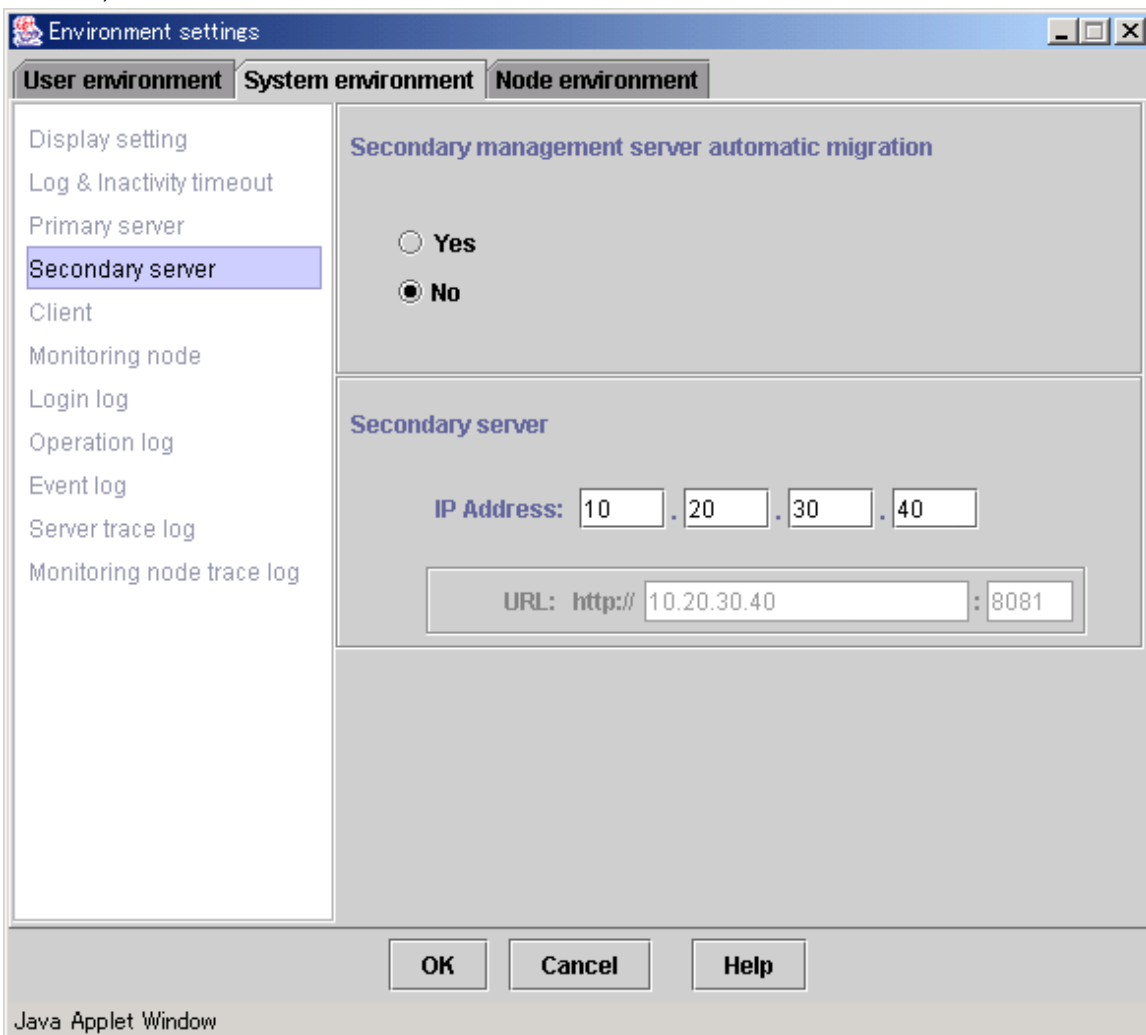 Environment settings
User environment System environment Node environment
Display setting
Log & Inactivity timeout
Primary server
Secondary server
Client
Monitoring node
Login log
Operation log
Event log
Server trace log
Monitoring node trace log
Secondary management server automatic migration
Yes
No
Secondary server
IP Address: 10 . 20 . 30 . 40
URL: http:// 10.20.30.40 : 8081
OK Cancel Help
Java Applet Window